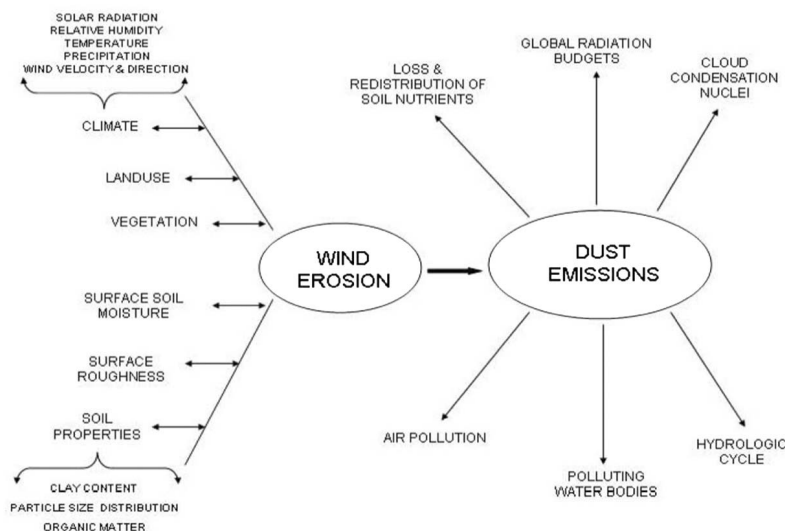 SOLAR RADIATION
RELATIVE HUMIDITY
TEMPERATURE
PRECIPITATION
WIND VELOCITY & DIRECTION
CLIMATE
LANDUSE
VEGETATION
SURFACE SOIL
MOISTURE
SURFACE
ROUGHNESS
SOIL
PROPERTIES
CLAY CONTENT
PARTICLE SIZE DISTRIBUTION
ORGANIC MATTER
WIND
EROSION
LOSS &
REDISTRIBUTION OF
SOIL NUTRIENTS
GLOBAL RADIATION
BUDGETS
CLOUD
CONDENSATION
NUCLEI
DUST
EMISSIONS
AIR POLLUTION
POLLUTING
WATER BODIES
HYDROLOGIC
CYCLE